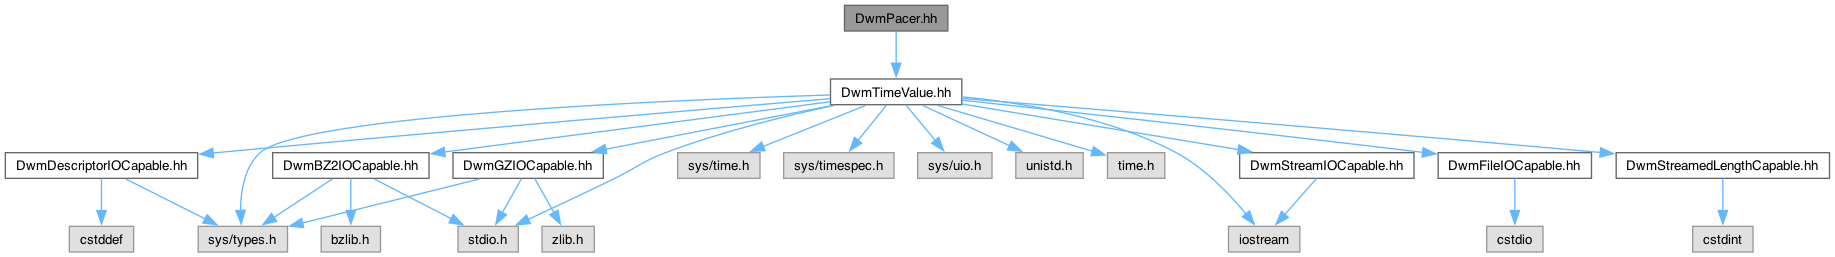 DwmPacer.hh
DwmTimeValue.hh
DwmDescriptorIOCapable.hh
DwmBZ2IOCapable.hh
DwmGZIOCapable.hh
sys/time.h
sys/timespec.h
sys/uio.h
unistd.h
time.h
DwmStreamIOCapable.hh
DwmFileIOCapable.hh
DwmStreamedLengthCapable.hh
cstddef
sys/types.h
bzlib.h
stdio.h
zlib.h
iostream
cstdio
cstdint